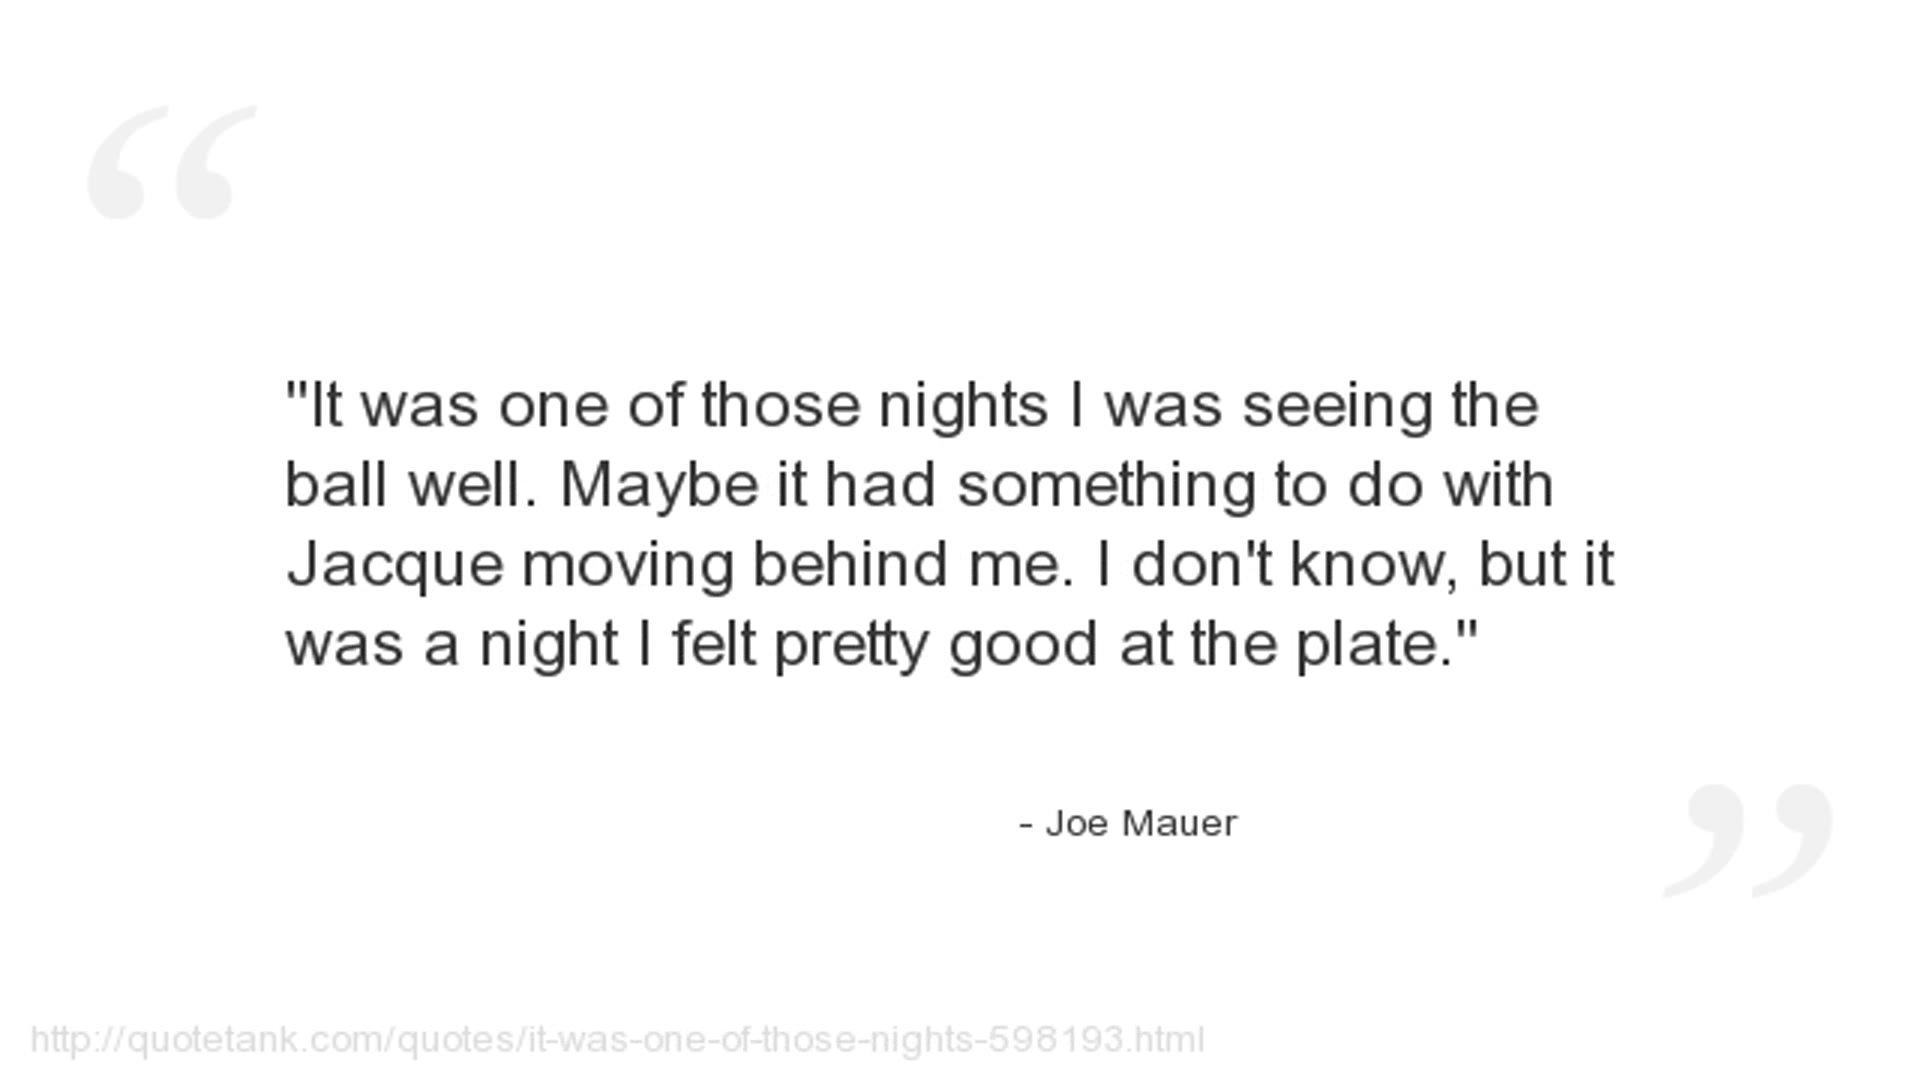 "It was one of those nights I was seeing the
ball well. Maybe it had something to do with
Jacque moving behind me. I don't know, but it
was a night I felt pretty good at the plate."
- Joe Mauer
http://quotetank.com/quotes/it-was-one-of-those-nights-598193.html